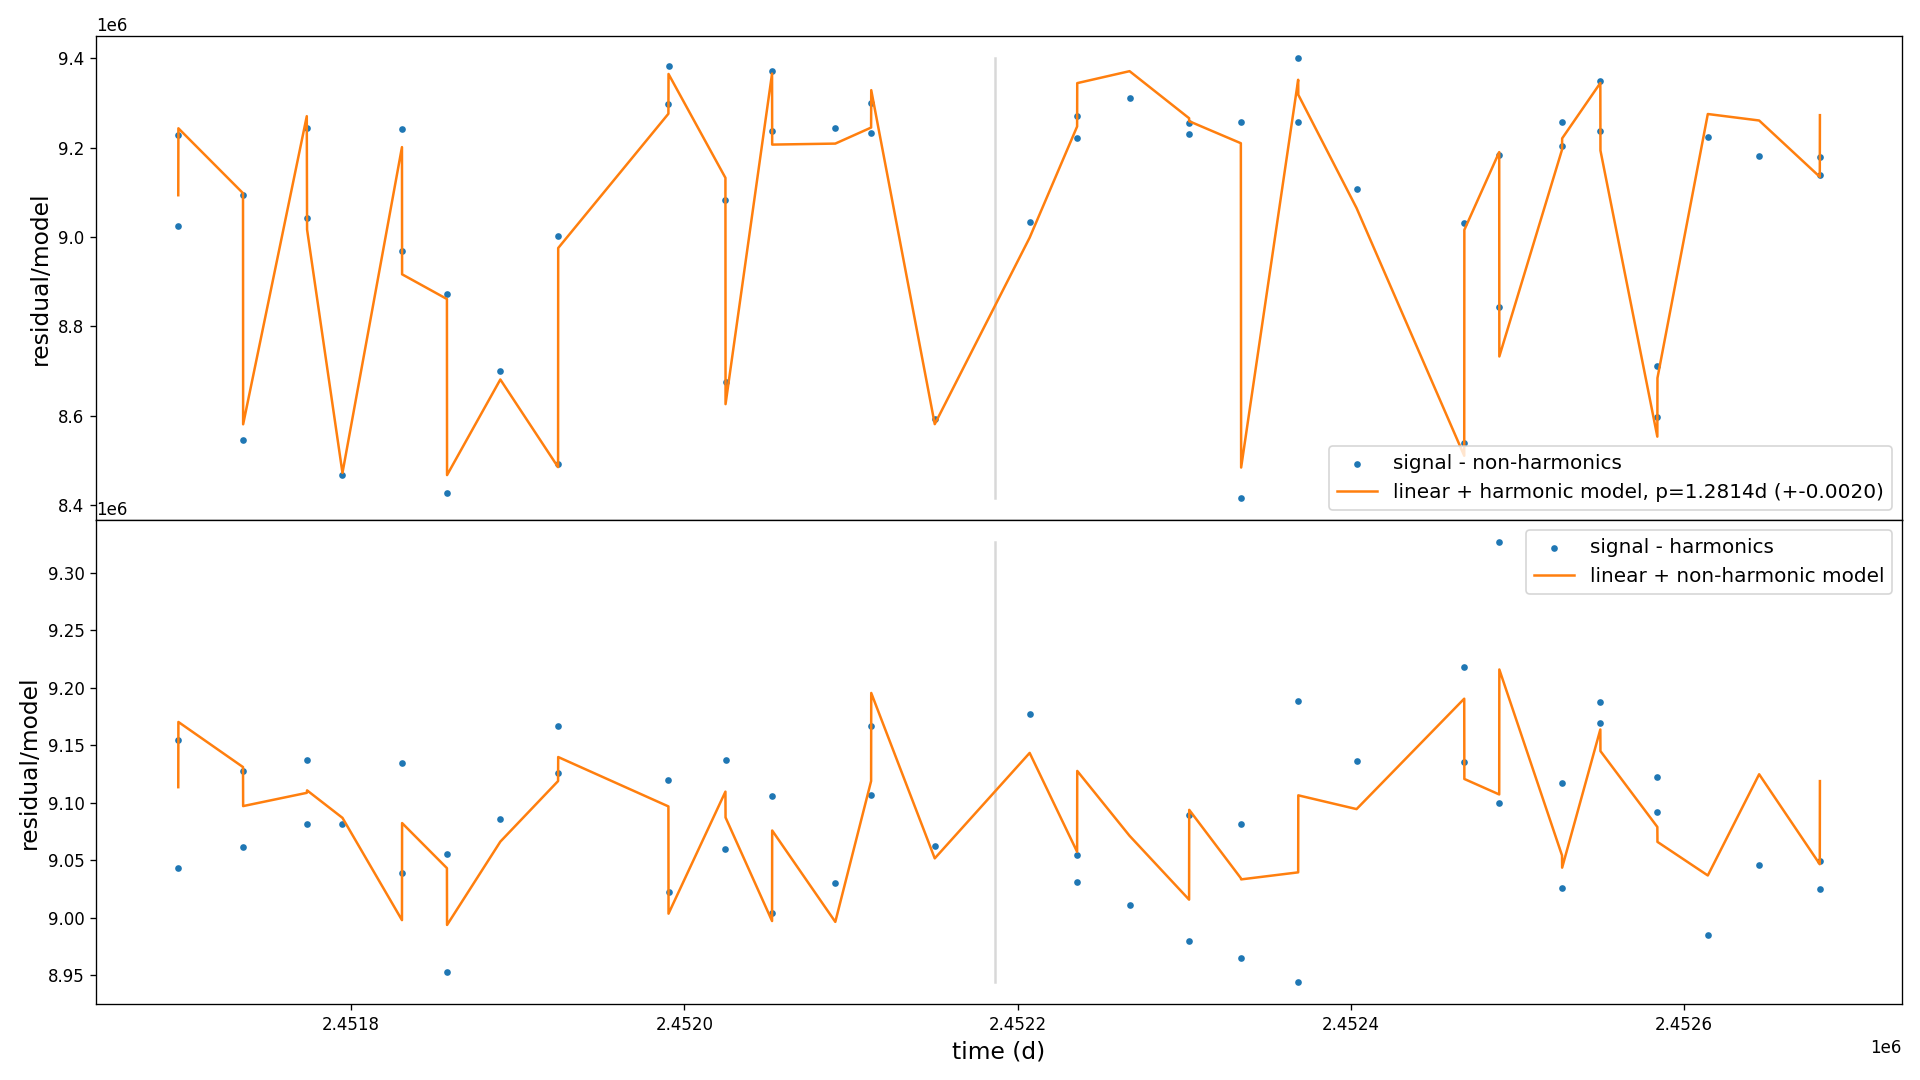 1e6
9.4
9.2
9.0
8.8
8.6
8.4
residual/model
signal - non-harmonics
linear + harmonic model, p=1.2814d (+-0.0020)
1e6
9.30
9.25
9.20
9.15
9.10
9.05
9.00
8.95
residual/model
signal - harmonics
linear + non-harmonic model
2.4518 2.4520 2.4522 2.4524 2.4526
time (d)
1e6